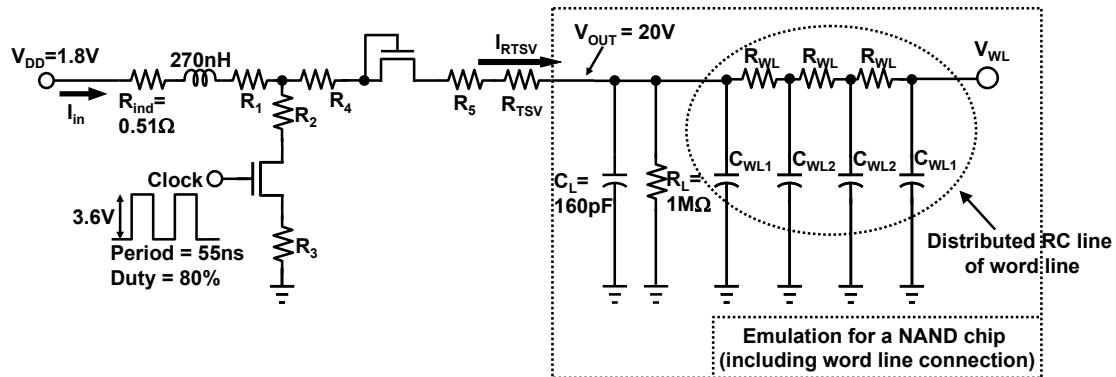 V_DD=1.8V
270nH
I_in
R_ind=
0.51Ω
R_1
R_2
R_4
Clock
3.6V
Period = 55ns
Duty = 80%
R_3
R_5
I_RTSV
R_TSV
V_OUT = 20V
R_WL
R_WL
R_WL
V_WL
C_L=
160pF
R_L=
1MΩ
C_WL1
C_WL2
C_WL2
C_WL1
Distributed RC line
of word line
Emulation for a NAND chip
(including word line connection)